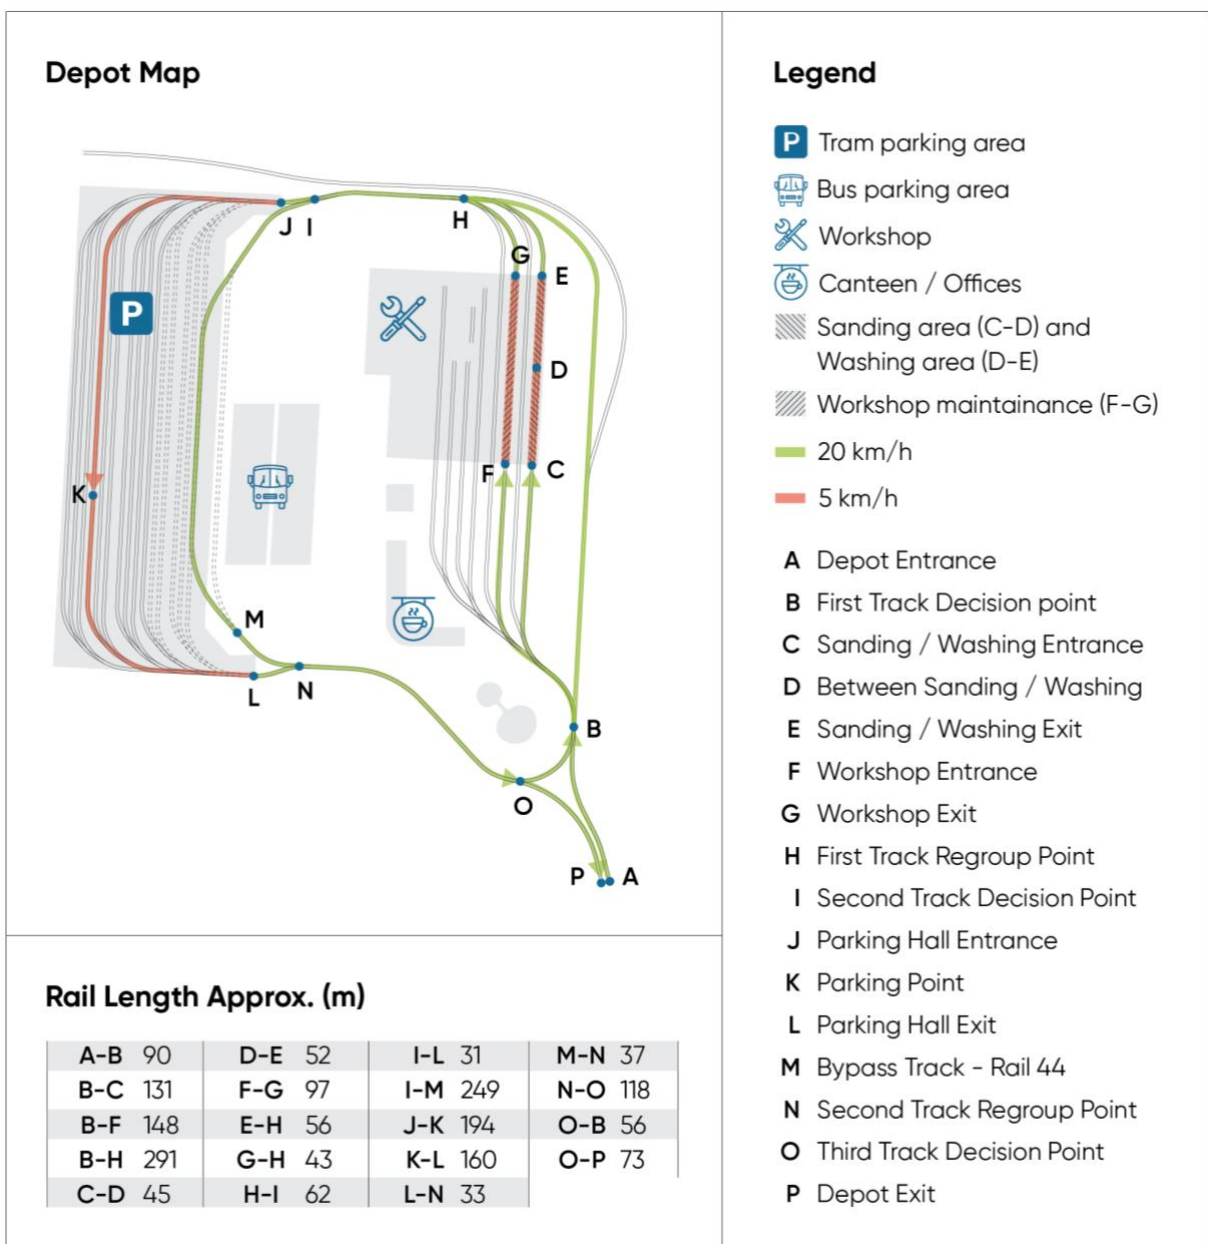 Depot Map
J I
H
G
E
P
D
F
C
K
M
L
N
B
O
P
A
Legend
P Tram parking area
Bus parking area
Workshop
Canteen / Offices
Sanding area (C-D) and
Washing area (D-E)
Workshop maintainance (F-G)
20 km/h
5 km/h
A Depot Entrance
B First Track Decision point
C Sanding / Washing Entrance
D Between Sanding / Washing
E Sanding / Washing Exit
F Workshop Entrance
G Workshop Exit
H First Track Regroup Point
I Second Track Decision Point
J Parking Hall Entrance
K Parking Point
L Parking Hall Exit
M Bypass Track - Rail 44
N Second Track Regroup Point
O Third Track Decision Point
P Depot Exit
Rail Length Approx. (m)
A-B 90 D-E 52 I-L 31 M-N 37
B-C 131 F-G 97 I-M 249 N-O 118
B-F 148 E-H 56 J-K 194 O-B 56
B-H 291 G-H 43 K-L 160 O-P 73
C-D 45 H-I 62 L-N 33